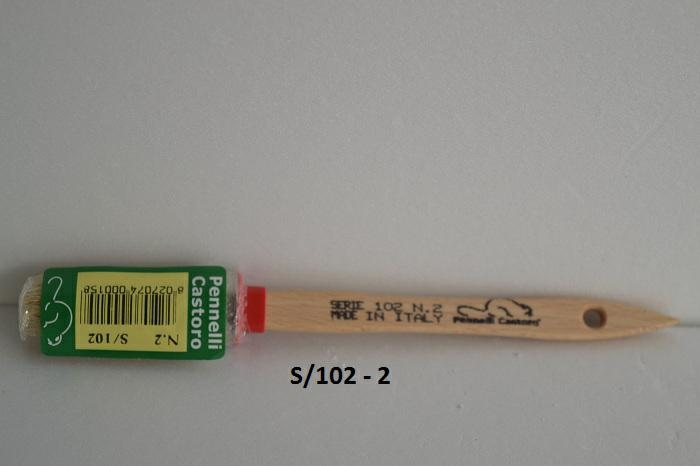 Pennelli
Castoro
8 027074 000158
N.2
S/102
SERIE 102 N.2
MADE IN ITALY
Pennelli Castoro
S/102 - 2